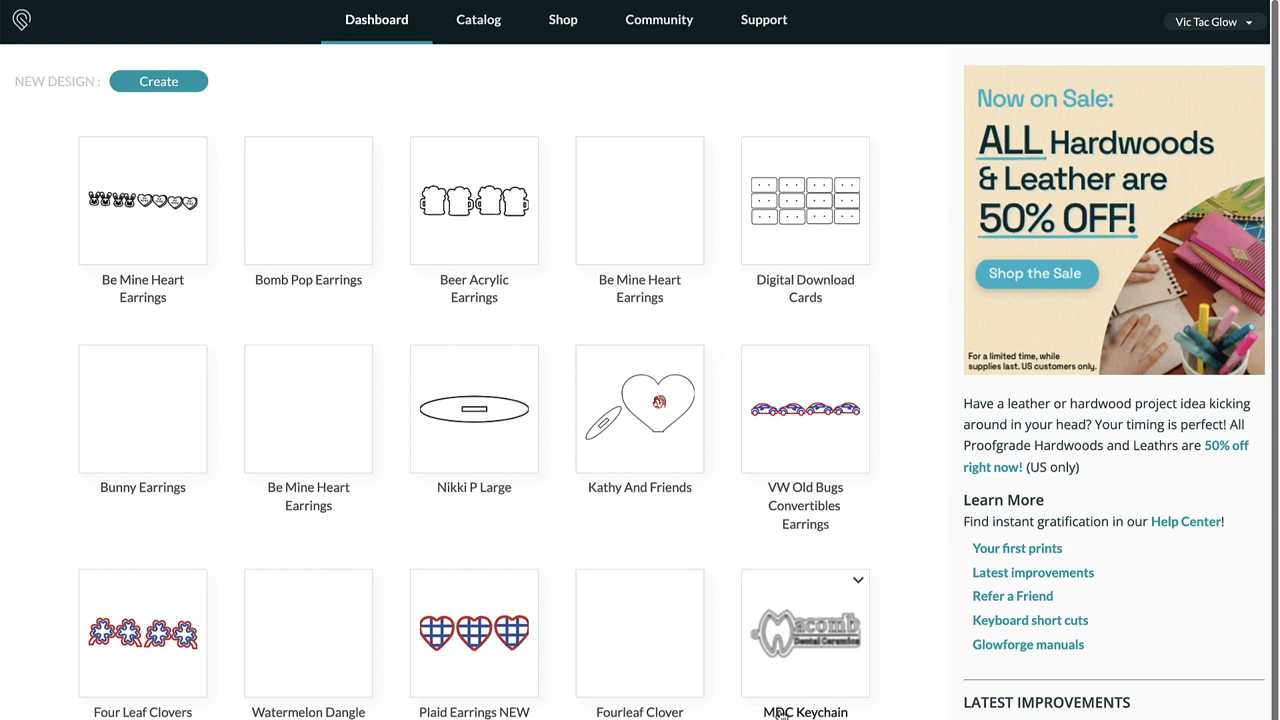 Dashboard
Catalog
Shop
Community
Support
Vic Tac Glow
NEW DESIGN :
Create
Be Mine Heart
Earrings
Bomb Pop Earrings
Beer Acrylic
Earrings
Be Mine Heart
Earrings
Digital Download
Cards
Bunny Earrings
Be Mine Heart
Earrings
Nikki P Large
Kathy And Friends
VW Old Bugs
Convertibles
Earrings
Macomb
Dental Ceramics
Four Leaf Clovers
Watermelon Dangle
Plaid Earrings NEW
Fourleaf Clover
MDC Keychain
Now on Sale:
ALL Hardwoods
& Leather are
50% OFF!
Shop the Sale
For a limited time, while
supplies last. US customers only.
Have a leather or hardwood project idea kicking
around in your head? Your timing is perfect! All
Proofgrade Hardwoods and Leathrs are 50% off
right now! (US only)
Learn More
Find instant gratification in our Help Center!
Your first prints
Latest improvements
Refer a Friend
Keyboard short cuts
Glowforge manuals
LATEST IMPROVEMENTS